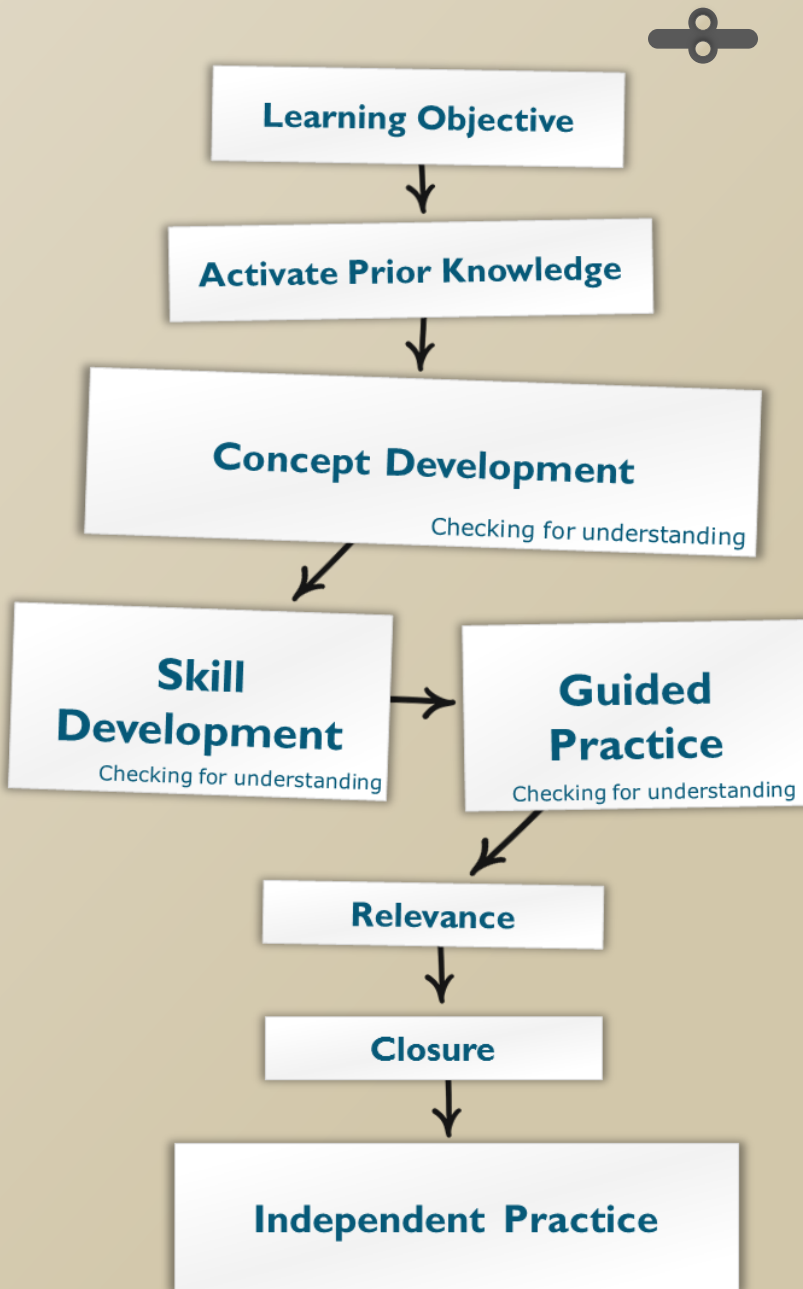 Learning Objective
Activate Prior Knowledge
Concept Development
Checking for understanding
Skill
Development
Checking for understanding
Guided
Practice
Checking for understanding
Relevance
Closure
Independent Practice